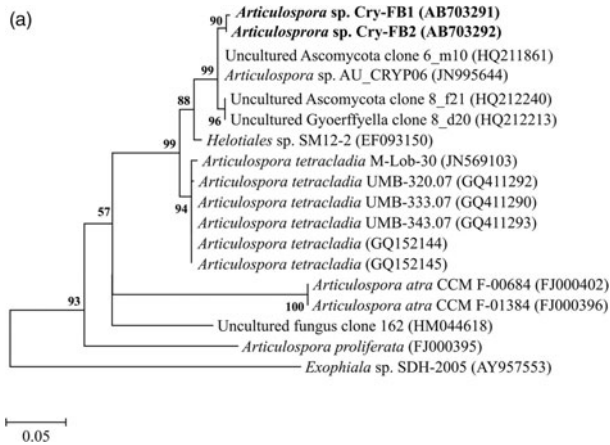 (a)
90
Articulospora sp. Cry-FB1 (AB703291)
Articulosprora sp. Cry-FB2 (AB703292)
99
Uncultured Ascomycota clone 6_m10 (HQ211861)
Articulospora sp. AU_CRYP06 (JN995644)
88
Uncultured Ascomycota clone 8_f21 (HQ212240)
96
Uncultured Gyoerffyella clone 8_d20 (HQ212213)
99
Helotiales sp. SM12-2 (EF093150)
Articulospora tetracladia M-Lob-30 (JN569103)
Articulospora tetracladia UMB-320.07 (GQ411292)
94
Articulospora tetracladia UMB-333.07 (GQ411290)
57
Articulospora tetracladia UMB-343.07 (GQ411293)
Articulospora tetracladia (GQ152144)
Articulospora tetracladia (GQ152145)
Articulospora atra CCM F-00684 (FJ000402)
100
Articulospora atra CCM F-01384 (FJ000396)
93
Uncultured fungus clone 162 (HM044618)
Articulospora proliferata (FJ000395)
Exophiala sp. SDH-2005 (AY957553)
0.05